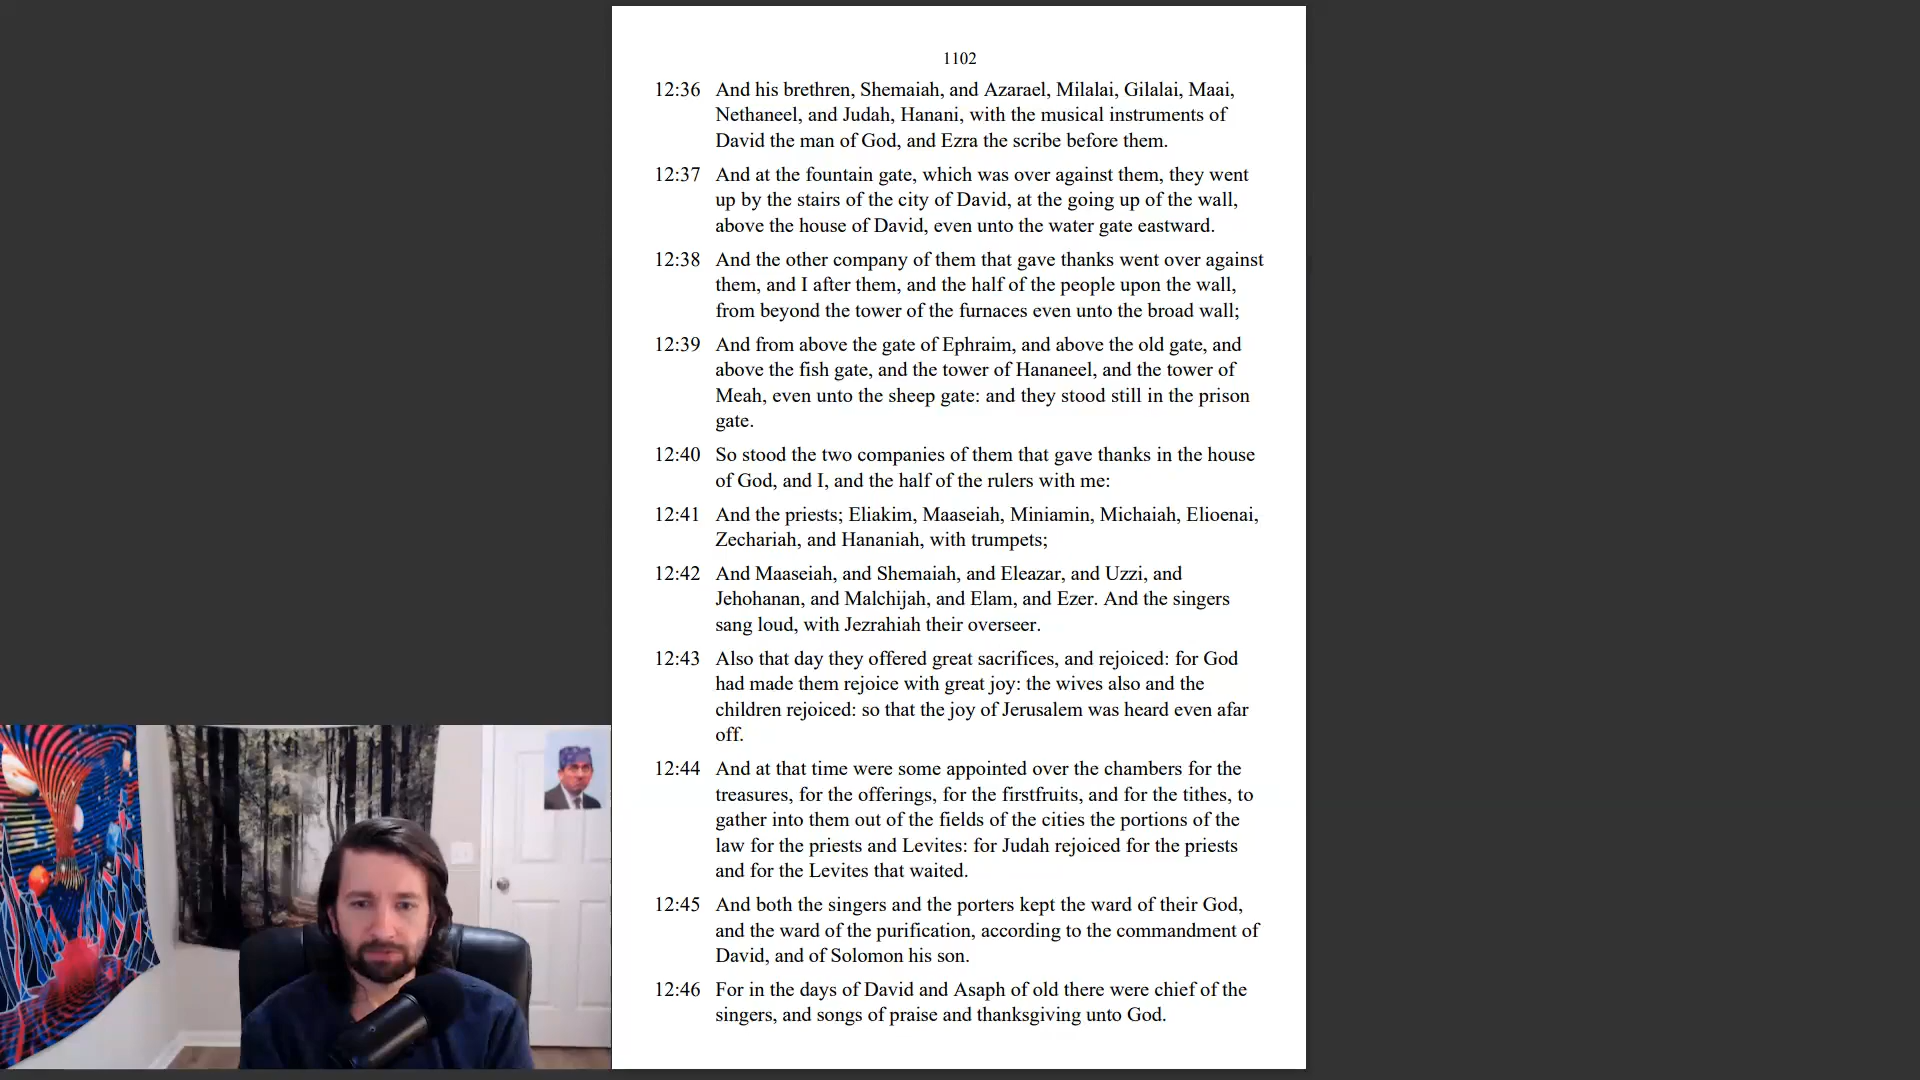 1102
12:36 And his brethren, Shemaiah, and Azarael, Milalai, Gilalai, Maai,
Nethaneel, and Judah, Hanani, with the musical instruments of
David the man of God, and Ezra the scribe before them.
12:37 And at the fountain gate, which was over against them, they went
up by the stairs of the city of David, at the going up of the wall,
above the house of David, even unto the water gate eastward.
12:38 And the other company of them that gave thanks went over against
them, and I after them, and the half of the people upon the wall,
from beyond the tower of the furnaces even unto the broad wall;
12:39 And from above the gate of Ephraim, and above the old gate, and
above the fish gate, and the tower of Hananeel, and the tower of
Meah, even unto the sheep gate: and they stood still in the prison
gate.
12:40 So stood the two companies of them that gave thanks in the house
of God, and I, and the half of the rulers with me:
12:41 And the priests; Eliakim, Maaseiah, Miniamin, Michaiah, Elioenai,
Zechariah, and Hananiah, with trumpets;
12:42 And Maaseiah, and Shemaiah, and Eleazar, and Uzzi, and
Jehohanan, and Malchijah, and Elam, and Ezer. And the singers
sang loud, with Jezrahiah their overseer.
12:43 Also that day they offered great sacrifices, and rejoiced: for God
had made them rejoice with great joy: the wives also and the
children rejoiced: so that the joy of Jerusalem was heard even afar
off.
12:44 And at that time were some appointed over the chambers for the
treasures, for the offerings, for the firstfruits, and for the tithes, to
gather into them out of the fields of the cities the portions of the
law for the priests and Levites: for Judah rejoiced for the priests
and for the Levites that waited.
12:45 And both the singers and the porters kept the ward of their God,
and the ward of the purification, according to the commandment of
David, and of Solomon his son.
12:46 For in the days of David and Asaph of old there were chief of the
singers, and songs of praise and thanksgiving unto God.